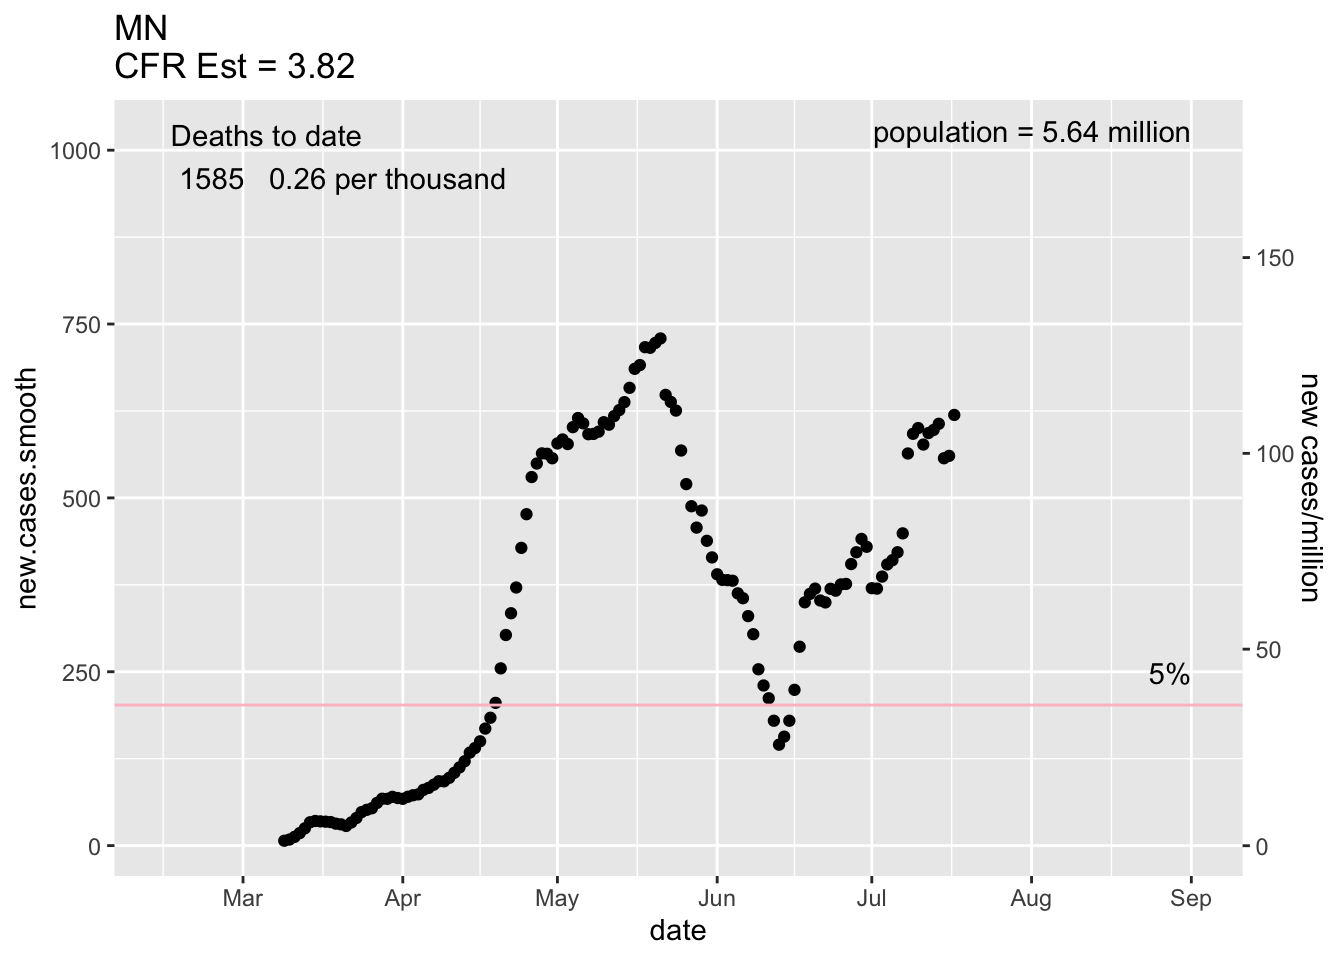 MN
CFR Est = 3.82
Deaths to date
population = 5.64 million
1585 0.26 per thousand
1000
750
500
250
0
new.cases.smooth
150
100
50
0
new cases/million
5%
Mar Apr May Jun Jul Aug Sep
date